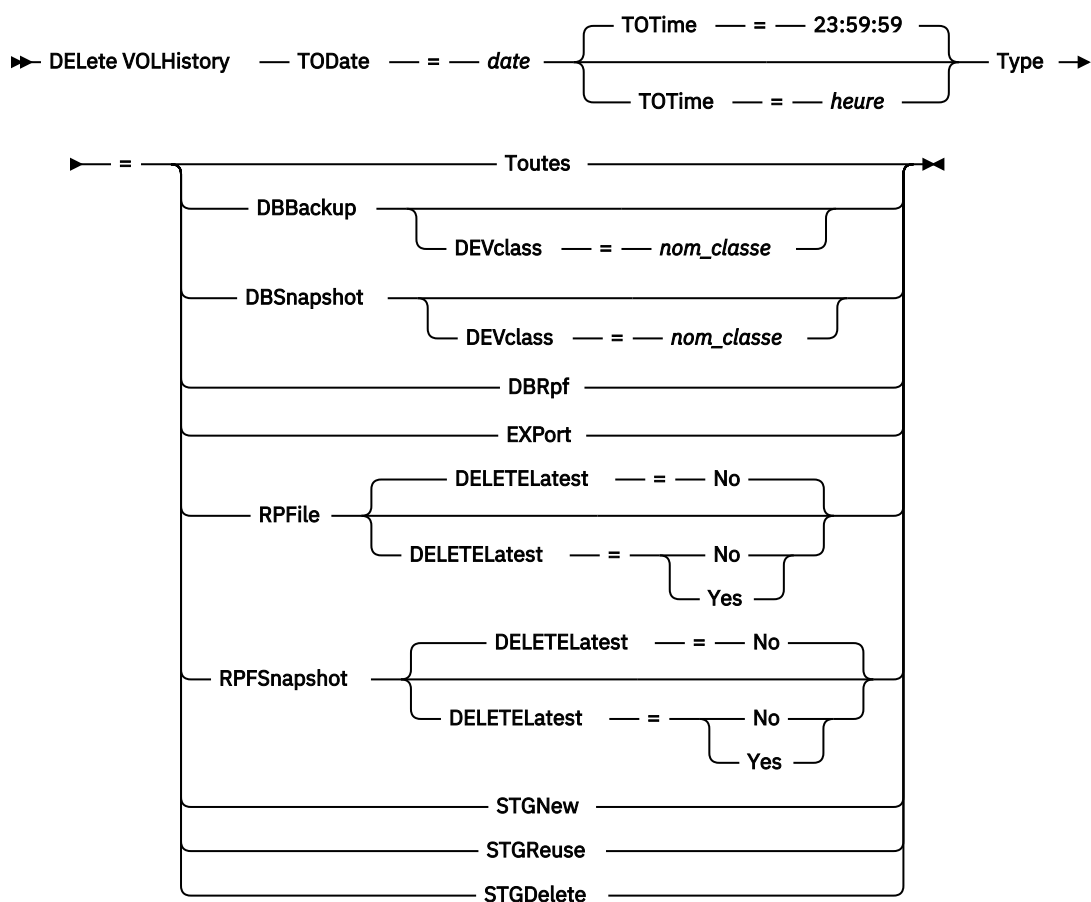 TOTime = 23:59:59
DELete VOLHistory TODate = date Type
TOTime = heure
= Toutes
DBBackup
DEVclass = nom_classe
DBSnapshot
DEVclass = nom_classe
DBRpf
EXPort
DELETELatest = No
RPFile
DELETELatest = No
Yes
DELETELatest = No
RPFSnapshot
DELETELatest = No
Yes
STGNew
STGReuse
STGDelete